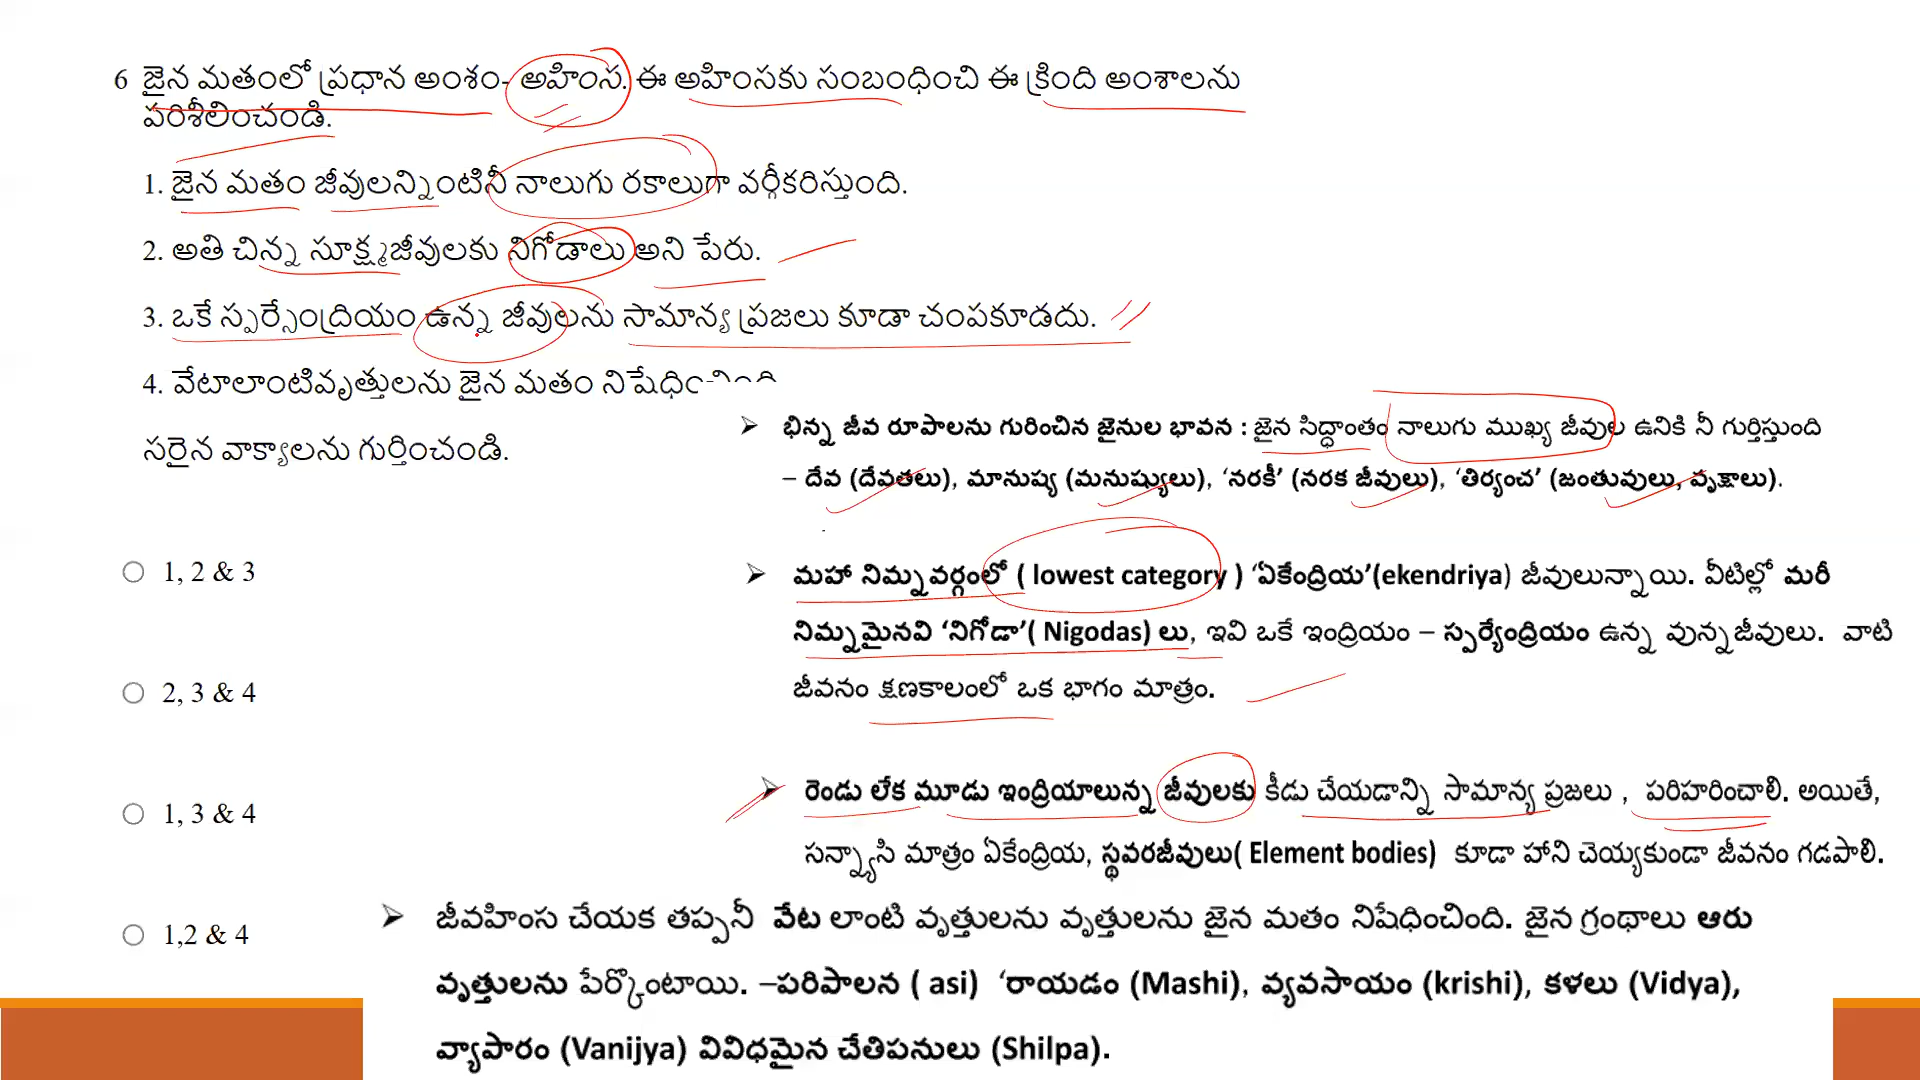 6 జైన మతంలో ప్రధాన అంశం- అహింస. ఈ అహింసకు సంబంధించి ఈ క్రింది అంశాలను
పరిశీలించండి.
1. జైన మతం జీవులన్నింటినీ నాలుగు రకాలుగా వర్గీకరిస్తుంది.
2. అతి చిన్న సూక్ష్మజీవులకు నిగోడాలు అని పేరు.
3. ఒకే స్పర్సేంద్రియం ఉన్న జీవులను సామాన్య ప్రజలు కూడా చంపకూడదు.
4. వేటాలాంటివృత్తులను జైన మతం నిషేధించింది
సరైన వాక్యాలను గుర్తించండి.
1, 2 & 3
2, 3 & 4
1, 3 & 4
1,2 & 4
➢ భిన్న జీవ రూపాలను గురించిన జైనుల భావన : జైన సిద్ధాంతం నాలుగు ముఖ్య జీవుల ఉనికి నీ గుర్తిస్తుంది
– దేవ (దేవతలు), మానుష్య (మనుష్యులు), ‘నరకీ’ (నరక జీవులు), ‘తిర్యంచ’ (జంతువులు, వృక్షాలు).
➢ మహా నిమ్నవర్గంలో ( lowest category ) ‘ఏకేంద్రియ’(ekendriya) జీవులున్నాయి. వీటిల్లో మరీ
నిమ్నమైనవి ‘నిగోడా’( Nigodas) లు, ఇవి ఒకే ఇంద్రియం – స్పర్యేంద్రియం ఉన్న వున్నజీవులు. వాటి
జీవనం క్షణకాలంలో ఒక భాగం మాత్రం.
➢ రెండు లేక మూడు ఇంద్రియాలున్న జీవులకు కీడు చేయడాన్ని సామాన్య ప్రజలు , పరిహరించాలి. అయితే,
సన్న్యాసి మాత్రం ఏకేంద్రియ, స్థవరజీవులు( Element bodies) కూడా హాని చెయ్యకుండా జీవనం గడపాలి.
➢ జీవహింస చేయక తప్పనీ వేట లాంటి వృత్తులను వృత్తులను జైన మతం నిషేధించింది. జైన గ్రంథాలు ఆరు
వృత్తులను పేర్కొంటాయి. –పరిపాలన ( asi) ‘రాయడం (Mashi), వ్యవసాయం (krishi), కళలు (Vidya),
వ్యాపారం (Vanijya) వివిధమైన చేతిపనులు (Shilpa).